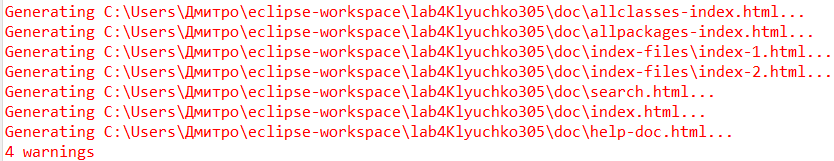 Generating C:\Users\Дмитро\eclipse-workspace\lab4Klyuchko305\doc\allclasses-index.html...
Generating C:\Users\Дмитро\eclipse-workspace\lab4Klyuchko305\doc\allpackages-index.html...
Generating C:\Users\Дмитро\eclipse-workspace\lab4Klyuchko305\doc\index-files\index-1.html...
Generating C:\Users\Дмитро\eclipse-workspace\lab4Klyuchko305\doc\index-files\index-2.html...
Generating C:\Users\Дмитро\eclipse-workspace\lab4Klyuchko305\doc\search.html...
Generating C:\Users\Дмитро\eclipse-workspace\lab4Klyuchko305\doc\index.html...
Generating C:\Users\Дмитро\eclipse-workspace\lab4Klyuchko305\doc\help-doc.html...
4 warnings